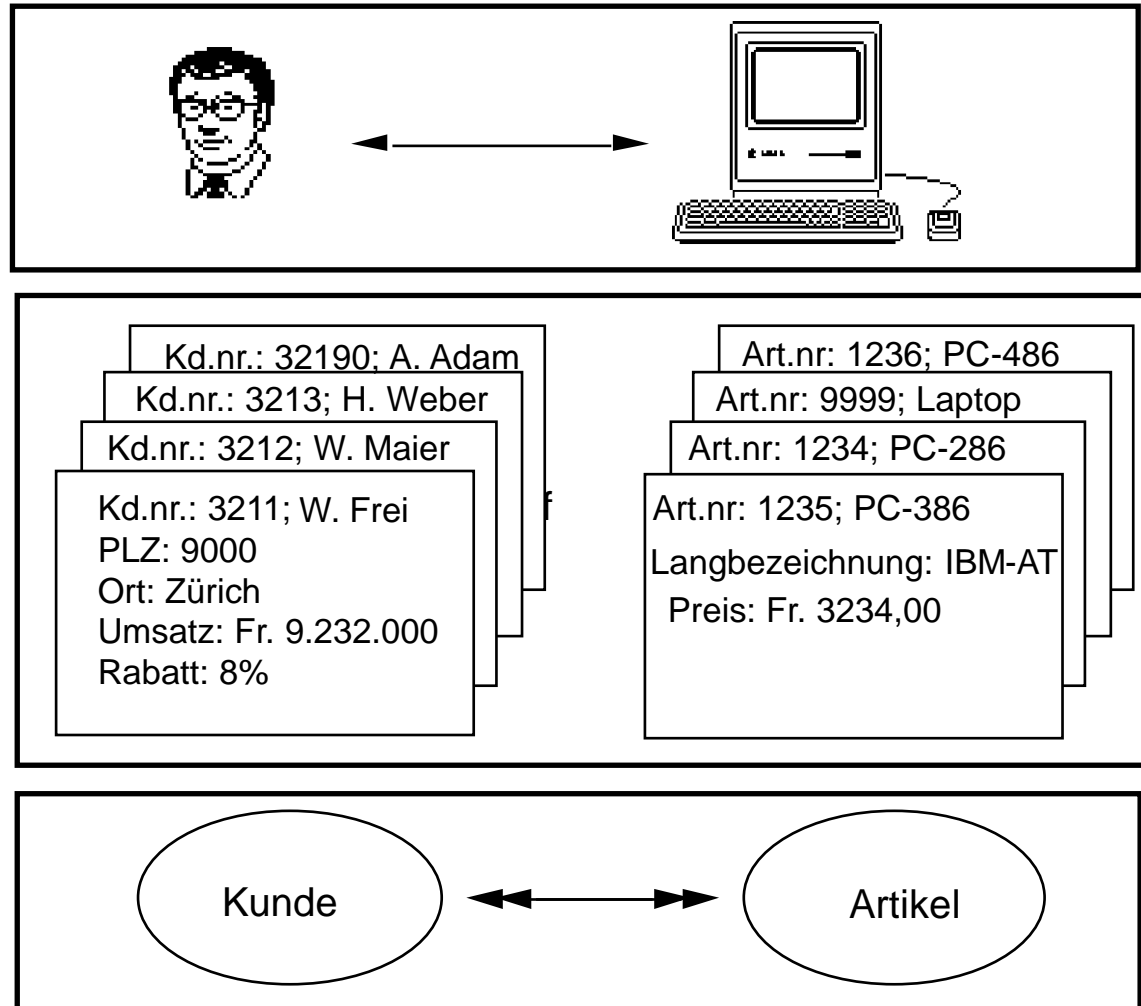 Kd.nr.: 32190; A. Adam
Kd.nr.: 3213; H. Weber
Kd.nr.: 3212; W. Maier
Kd.nr.: 3211; W. Frei
PLZ: 9000
Ort: Zürich
Umsatz: Fr. 9.232.000
Rabatt: 8%
f
Art.nr: 1236; PC-486
Art.nr: 9999; Laptop
Art.nr: 1234; PC-286
Art.nr: 1235; PC-386
Langbezeichnung: IBM-AT
Preis: Fr. 3234,00
Kunde
Artikel